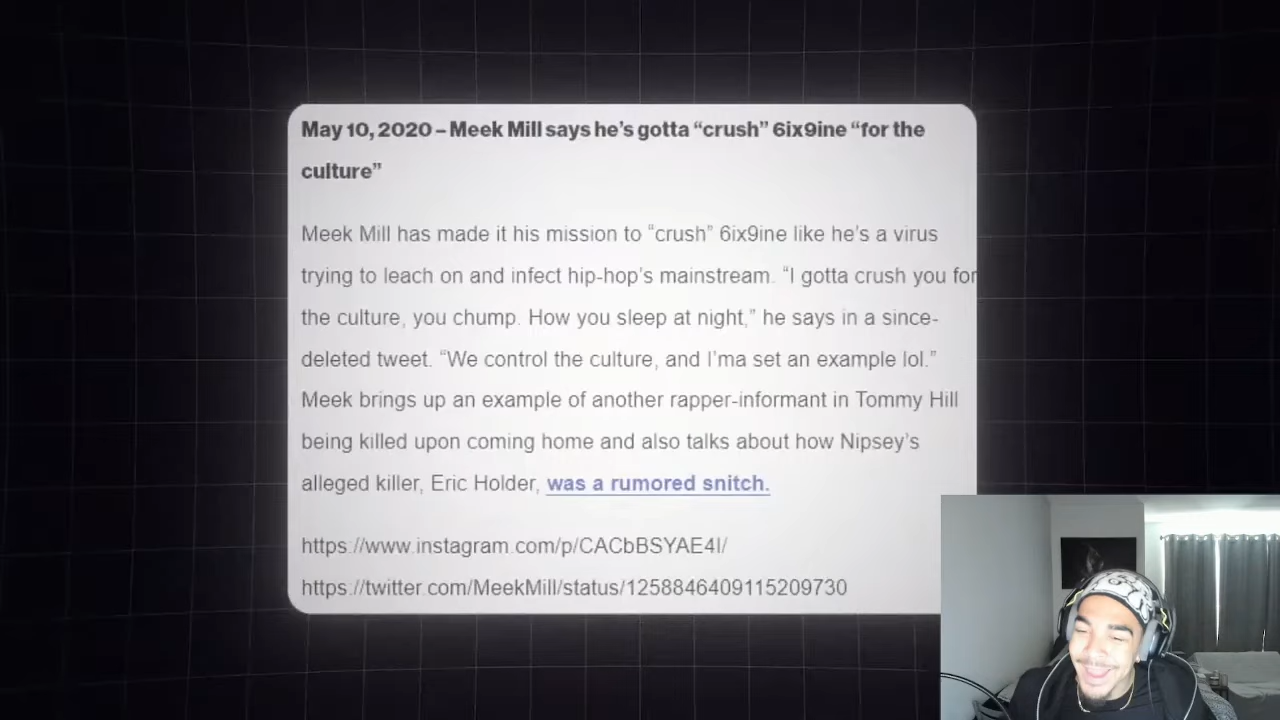 May 10, 2020 – Meek Mill says he's gotta “crush” 6ix9ine “for the
culture”
Meek Mill has made it his mission to “crush” 6ix9ine like he's a virus
trying to leach on and infect hip-hop's mainstream. “I gotta crush you for
the culture, you chump. How you sleep at night,” he says in a since-
deleted tweet. “We control the culture, and I'ma set an example lol.”
Meek brings up an example of another rapper-informant in Tommy Hill
being killed upon coming home and also talks about how Nipsey's
alleged killer, Eric Holder, was a rumored snitch.
https://www.instagram.com/p/CACbBSYAE4I/
https://twitter.com/MeekMill/status/1258846409115209730